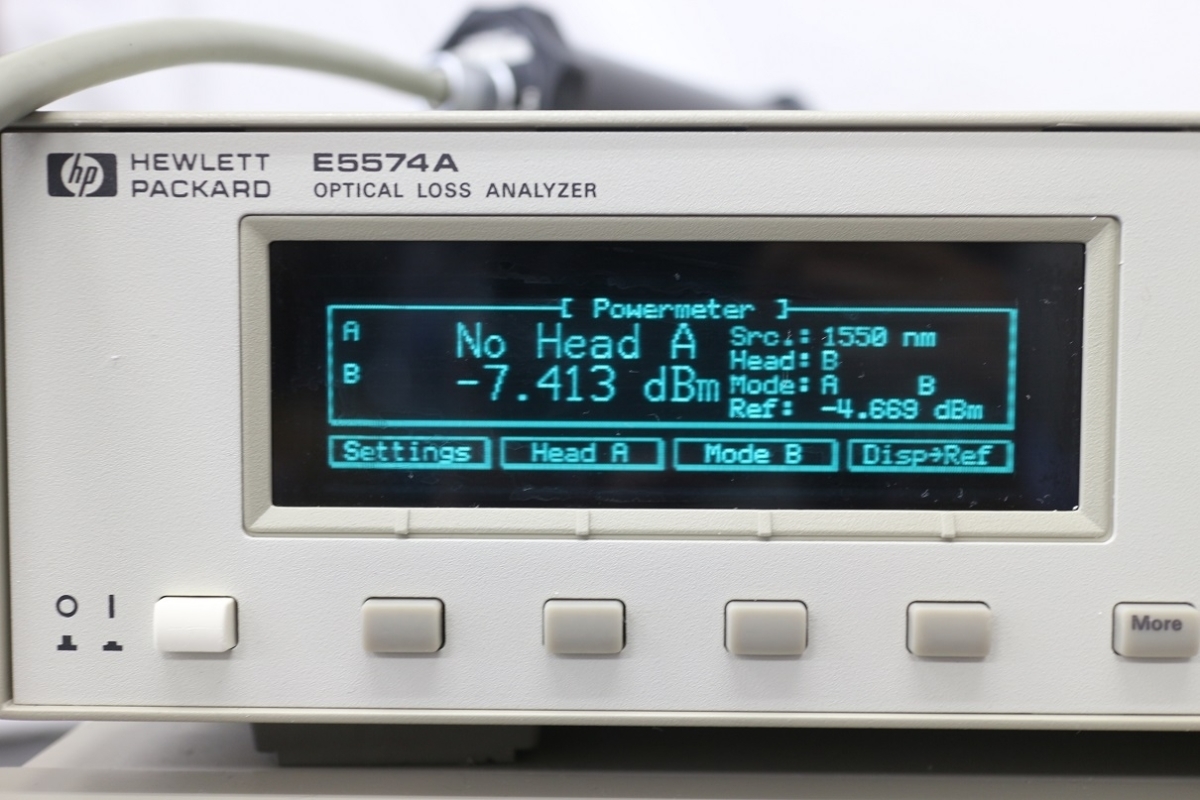 hp HEWLETT PACKARD
E5574A
OPTICAL LOSS ANALYZER
[ Powermeter ]
A No Head A Src.: 1550 nm
Head: B
B -7.413 dBm Mode: A B
Ref: -4.669 dBm
Settings Head A Mode B Disp→Ref
More